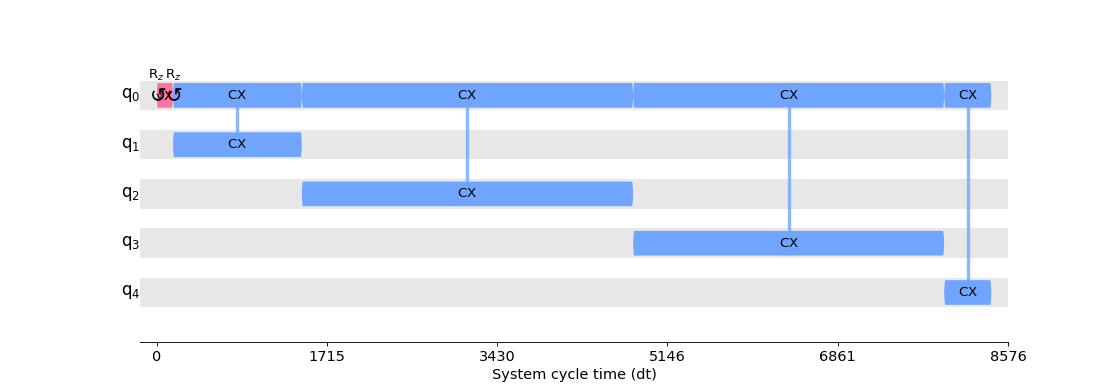 R_z R_z
q_0 CX CX CX CX
q_1 CX
q_2 CX
q_3 CX
q_4 CX
0 1715 3430 5146 6861 8576
System cycle time (dt)